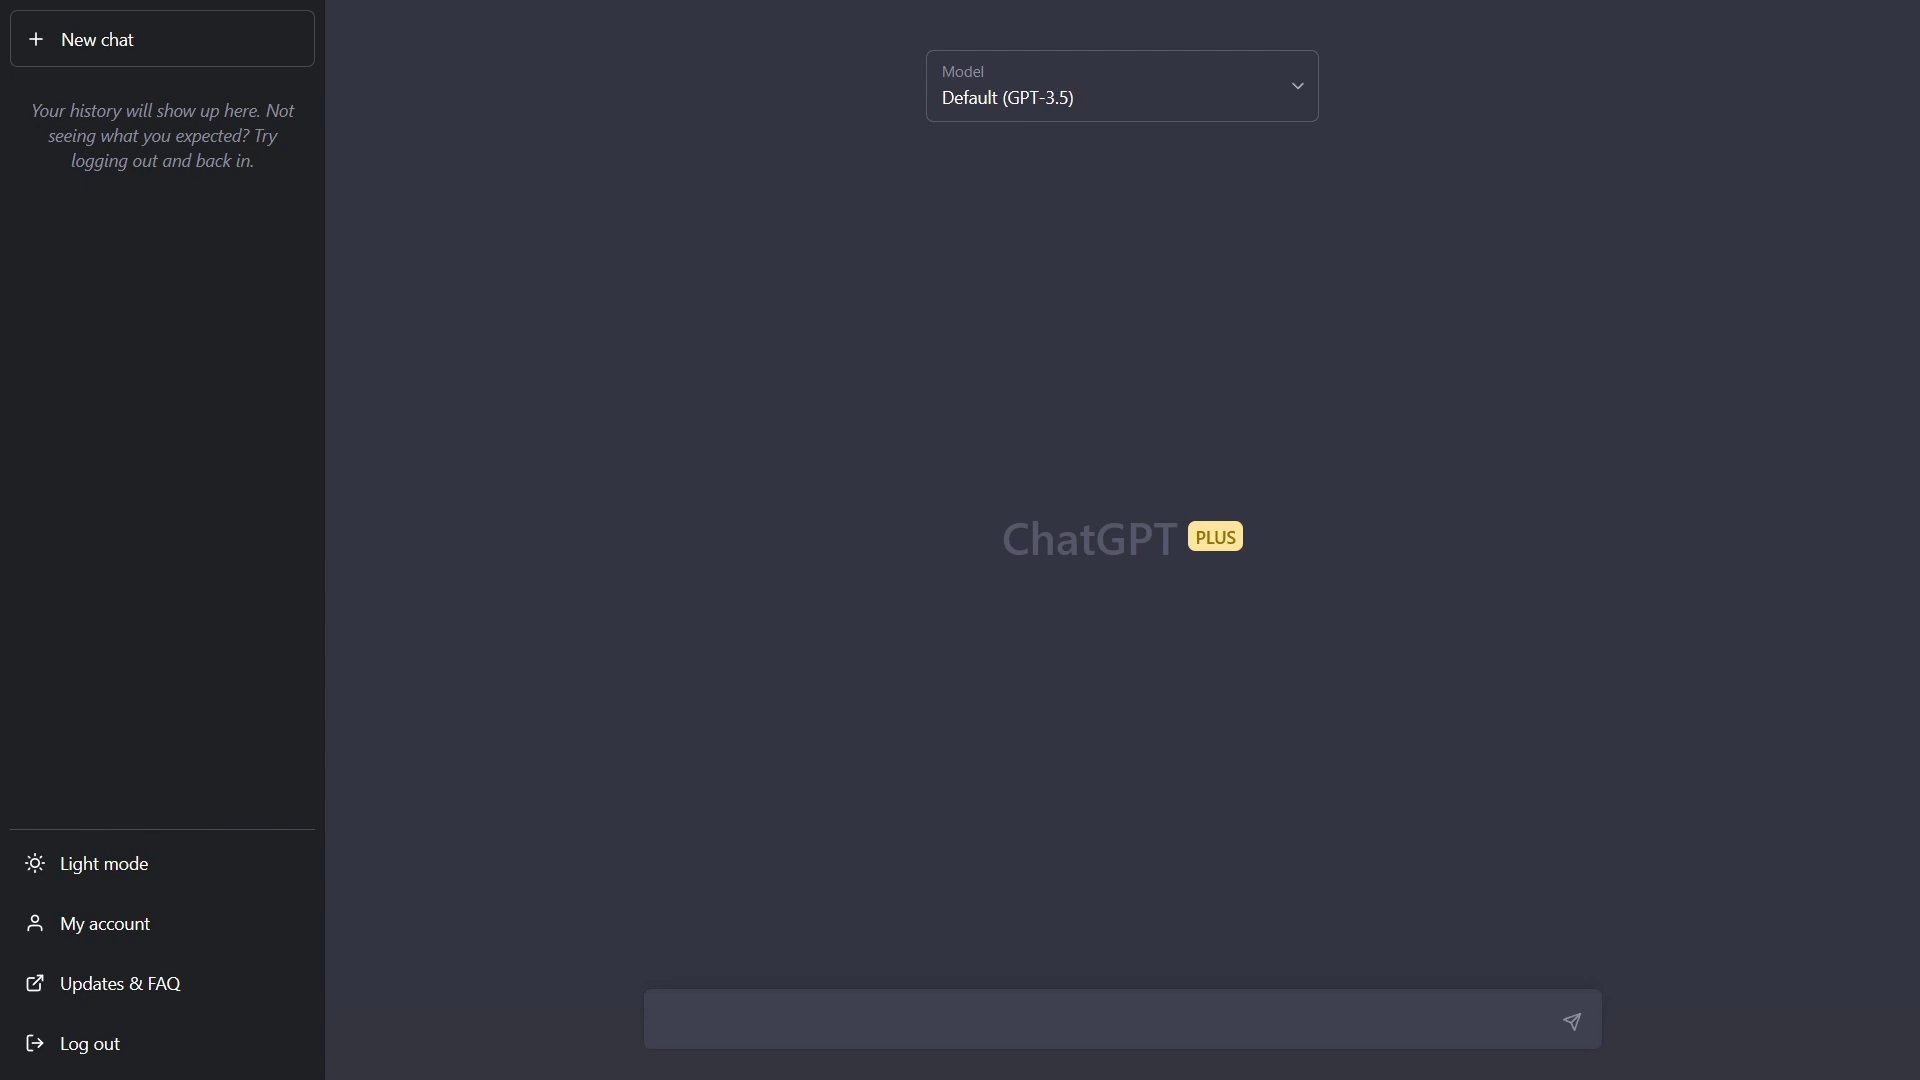 New chat
Your history will show up here. Not
seeing what you expected? Try
logging out and back in.
Light mode
My account
Updates & FAQ
Log out
Model
Default (GPT-3.5)
ChatGPT PLUS